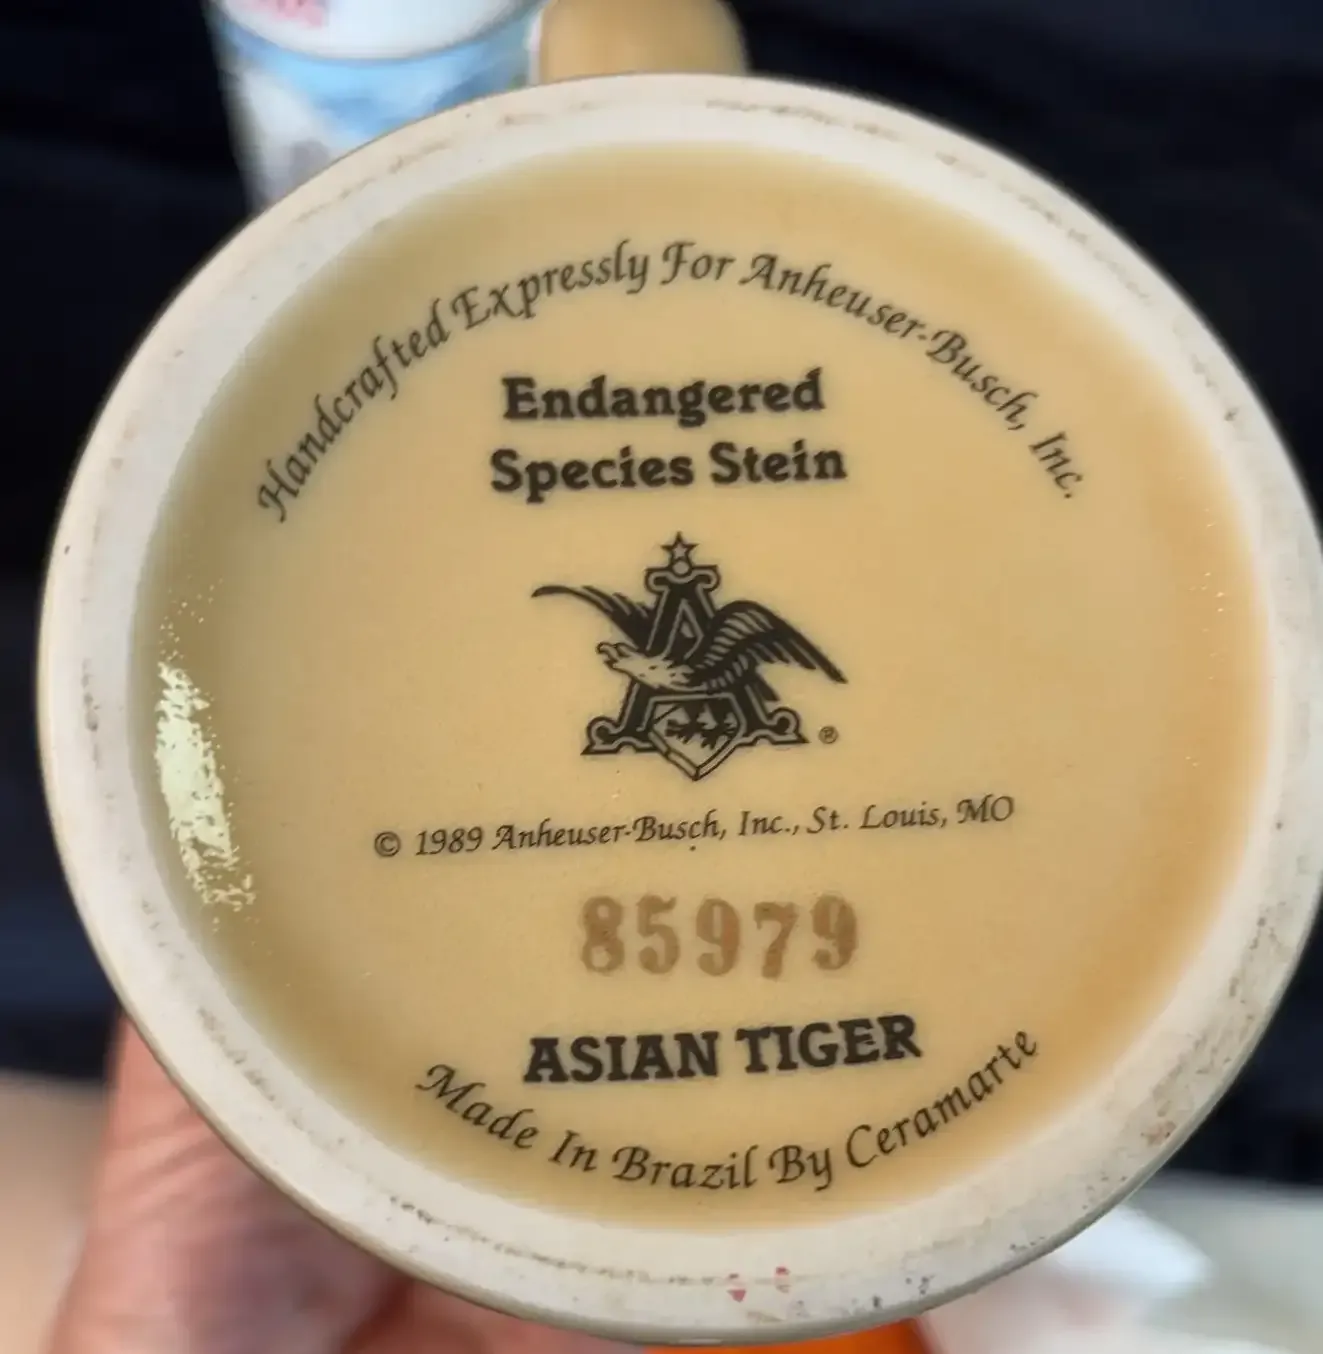 Handcrafted Expressly For Anheuser-Busch, Inc.
Endangered
Species Stein
A
®
© 1989 Anheuser-Busch, Inc., St. Louis, MO
85979
ASIAN TIGER
Made In Brazil By Ceramarte